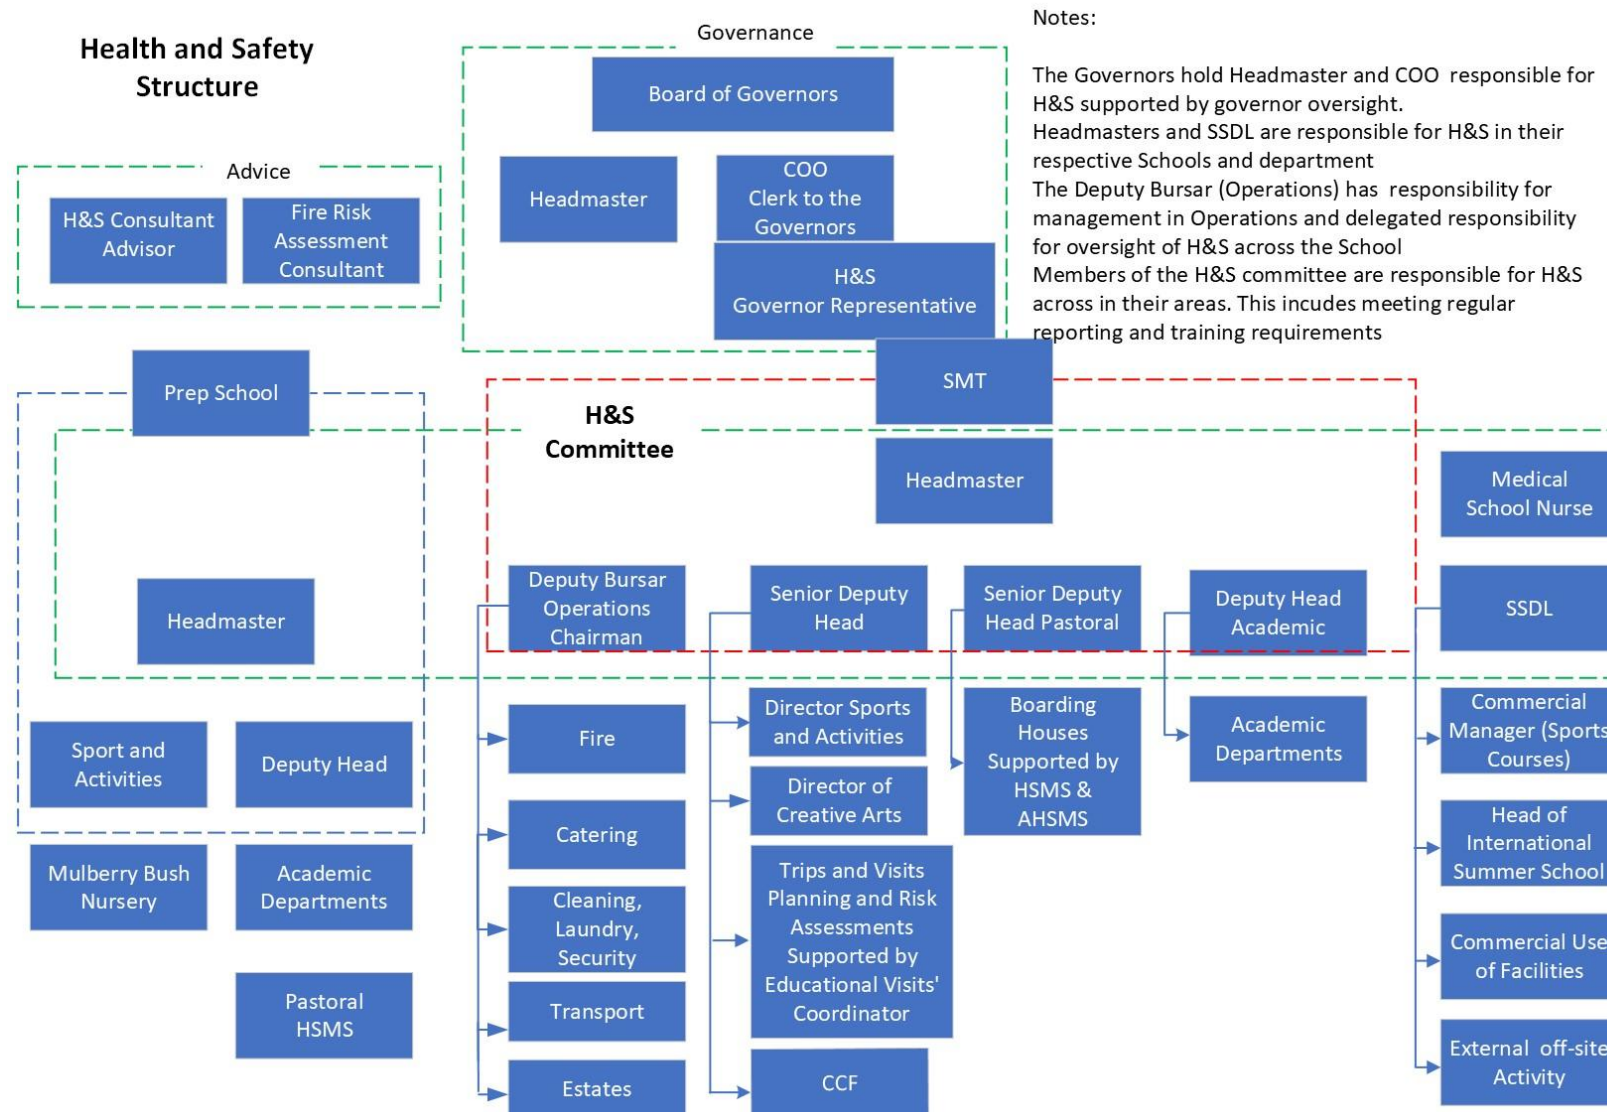 Health and Safety
Structure
Governance
Board of Governors
Headmaster
COO
Clerk to the
Governors
H&S
Governor Representative
Notes:
The Governors hold Headmaster and COO responsible for
H&S supported by governor oversight.
Headmasters and SSDL are responsible for H&S in their
respective Schools and department
The Deputy Bursar (Operations) has responsibility for
management in Operations and delegated responsibility
for oversight of H&S across the School
Members of the H&S committee are responsible for H&S
across in their areas. This incudes meeting regular
reporting and training requirements
Advice
H&S Consultant
Advisor
Fire Risk
Assessment
Consultant
Prep School
Headmaster
Sport and
Activities
Deputy Head
Mulberry Bush
Nursery
Academic
Departments
Pastoral
HSMS
SMT
H&S
Committee
Headmaster
Deputy Bursar
Operations
Chairman
Fire
Catering
Cleaning,
Laundry,
Security
Transport
Estates
Senior Deputy
Head
Director Sports
and Activities
Director of
Creative Arts
Trips and Visits
Planning and Risk
Assessments
Supported by
Educational Visits'
Coordinator
CCF
Senior Deputy
Head Pastoral
Boarding
Houses
Supported by
HSMS &
AHSMS
Deputy Head
Academic
Academic
Departments
Medical
School Nurse
SSDL
Commercial
Manager (Sports
Courses)
Head of
International
Summer School
Commercial Use
of Facilities
External off-site
Activity